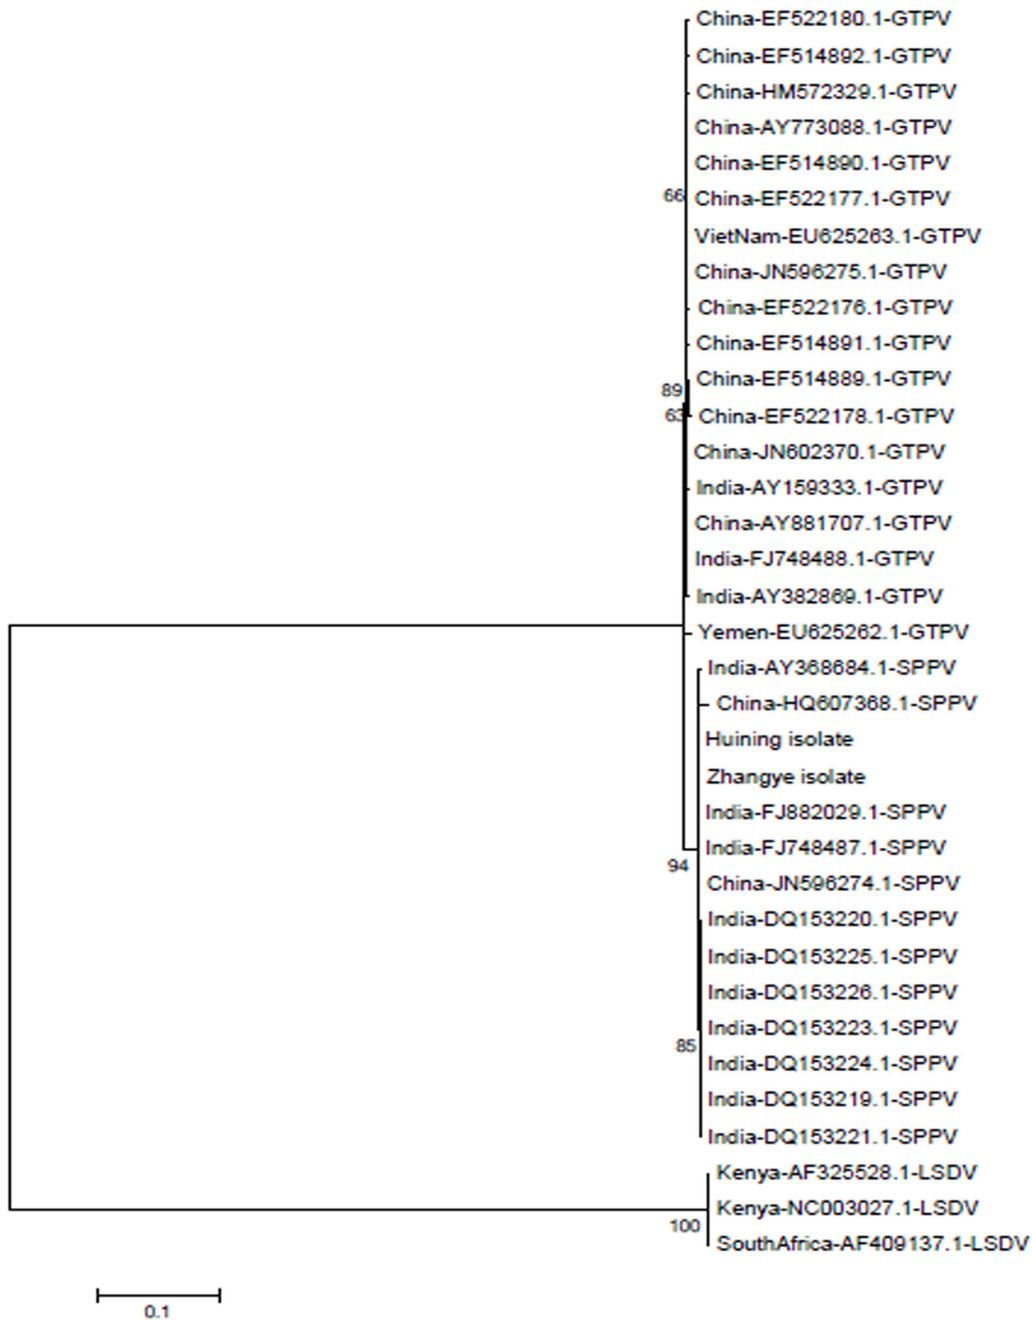 China-EF522180.1-GTPV
China-EF514892.1-GTPV
China-HM572329.1-GTPV
China-AY773088.1-GTPV
China-EF514890.1-GTPV
66 China-EF522177.1-GTPV
VietNam-EU625263.1-GTPV
China-JN596275.1-GTPV
China-EF522176.1-GTPV
China-EF514891.1-GTPV
China-EF514889.1-GTPV
89
63 China-EF522178.1-GTPV
China-JN602370.1-GTPV
India-AY159333.1-GTPV
China-AY881707.1-GTPV
India-FJ748488.1-GTPV
India-AY382869.1-GTPV
Yemen-EU625262.1-GTPV
India-AY368684.1-SPPV
China-HQ607368.1-SPPV
Huining isolate
Zhangye isolate
India-FJ882029.1-SPPV
India-FJ748487.1-SPPV
94
China-JN596274.1-SPPV
India-DQ153220.1-SPPV
India-DQ153225.1-SPPV
India-DQ153226.1-SPPV
India-DQ153223.1-SPPV
85
India-DQ153224.1-SPPV
India-DQ153219.1-SPPV
India-DQ153221.1-SPPV
Kenya-AF325528.1-LSDV
Kenya-NC003027.1-LSDV
100
SouthAfrica-AF409137.1-LSDV
0.1